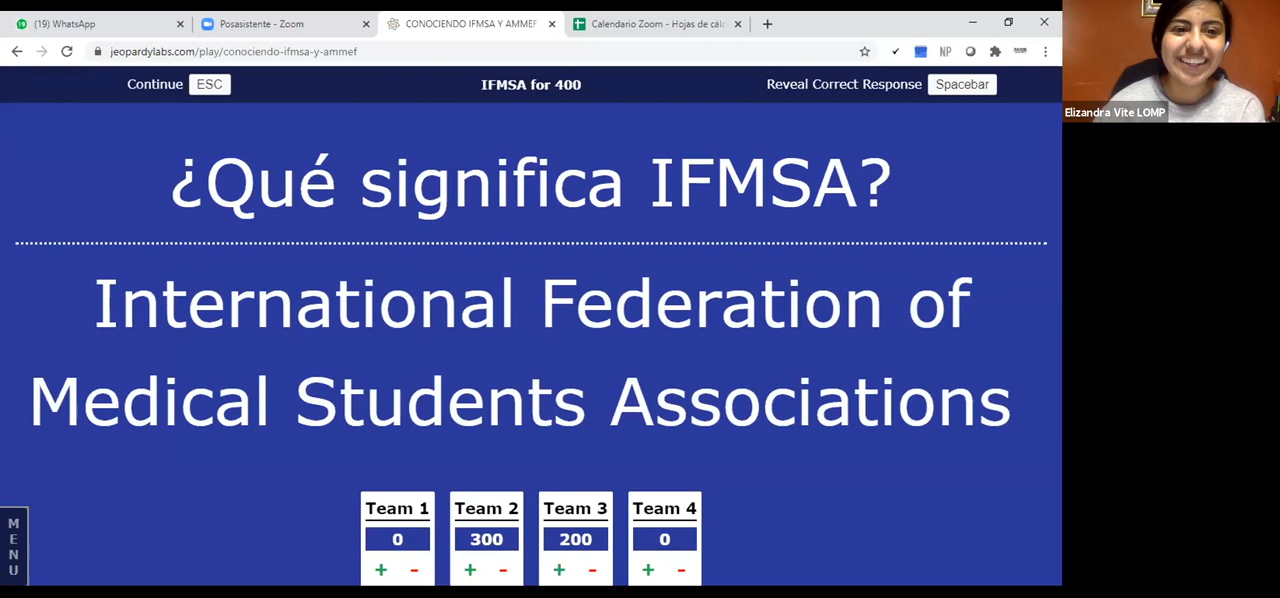 (19) WhatsApp
Posasistente - Zoom
CONOCIENDO IFMSA Y AMMEF
Calendario Zoom - Hojas de cálc
jeopardylabs.com/play/conociendo-ifmsa-y-ammef
NP
Continue ESC
IFMSA for 400
Reveal Correct Response Spacebar
Elizandra Vite LOMP
¿Qué significa IFMSA?
International Federation of
Medical Students Associations
MENU
Team 1 Team 2 Team 3 Team 4
0 300 200 0
+ - + - + - + -